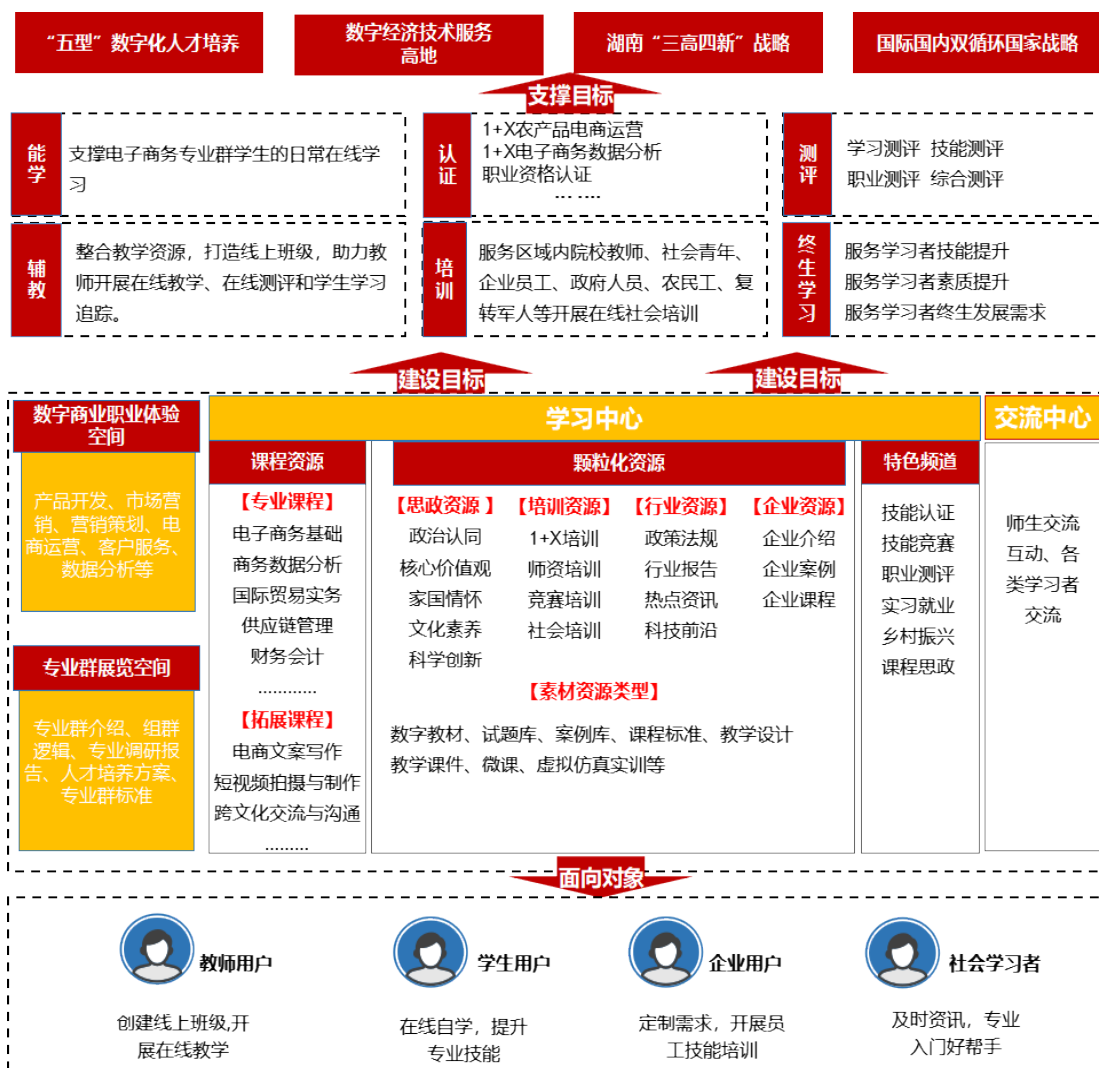 “五型”数字化人才培养
数字经济技术服务
高地
湖南“三高四新”战略
国际国内双循环国家战略
支撑目标
能学
支撑电子商务专业群学生的日常在线学
习
认证
1+X农产品电商运营
1+X电子商务数据分析
职业资格认证
... ....
测评
学习测评 技能测评
职业测评 综合测评
辅教
整合教学资源，打造线上班级，助力教
师开展在线教学、在线测评和学生学习
追踪。
培训
服务区域内院校教师、社会青年、
企业员工、政府人员、农民工、复
转军人等开展在线社会培训
终生学习
服务学习者技能提升
服务学习者素质提升
服务学习者终生发展需求
建设目标
建设目标
数字商业职业体验
空间
产品开发、市场营
销、营销策划、电
商运营、客户服务、
数据分析等
专业群展览空间
专业群介绍、组群
逻辑、专业调研报
告、人才培养方案、
专业群标准
学习中心
课程资源
【专业课程】
电子商务基础
商务数据分析
国际贸易实务
供应链管理
财务会计
............
【拓展课程】
电商文案写作
短视频拍摄与制作
跨文化交流与沟通
.........
颗粒化资源
【思政资源 】
政治认同
核心价值观
家国情怀
文化素养
科学创新
【培训资源】
1+X培训
师资培训
竞赛培训
社会培训
【行业资源】
政策法规
行业报告
热点资讯
科技前沿
【企业资源】
企业介绍
企业案例
企业课程
【素材资源类型】
数字教材、试题库、案例库、课程标准、教学设计
教学课件、微课、虚拟仿真实训等
特色频道
技能认证
技能竞赛
职业测评
实习就业
乡村振兴
课程思政
交流中心
师生交流
互动、各
类学习者
交流
面向对象
教师用户
创建线上班级,开
展在线教学
学生用户
在线自学，提升
专业技能
企业用户
定制需求，开展员
工技能培训
社会学习者
及时资讯，专业
入门好帮手